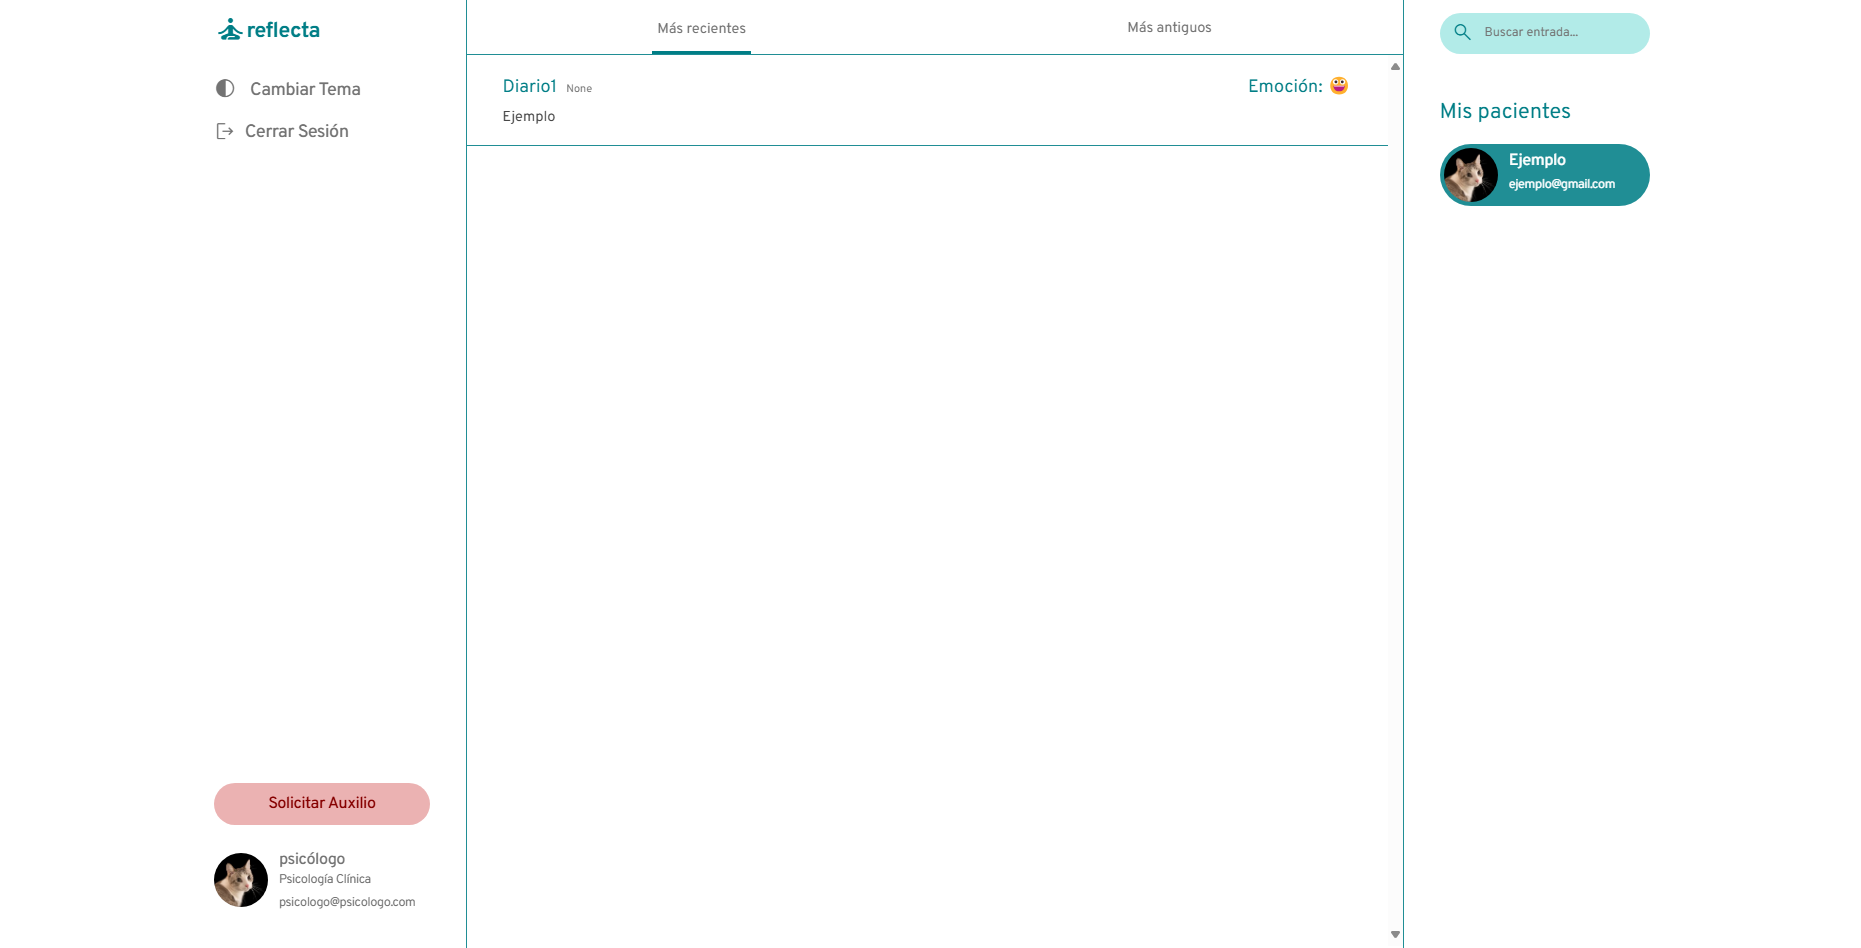 reflecta
Cambiar Tema
Cerrar Sesión
Solicitar Auxilio
psicólogo
Psicología Clínica
psicologo@psicologo.com
Más recientes
Más antiguos
Diario1 None
Emoción:
Ejemplo
Buscar entrada...
Mis pacientes
Ejemplo
ejemplo@gmail.com